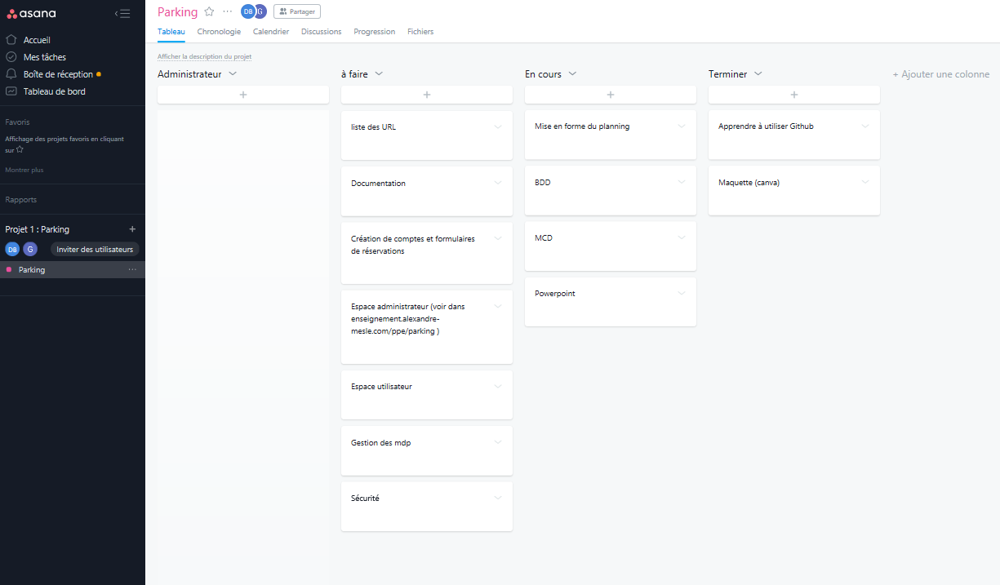 asana
Accueil
Mes tâches
Boîte de réception
Tableau de bord
Favoris
Affichage des projets favoris en cliquant
sur
Montrer plus
Rapports
Projet 1 : Parking +
DB G Inviter des utilisateurs
Parking ...
Parking ... DB G Partager
Tableau Chronologie Calendrier Discussions Progression Fichiers
Afficher la description du projet
Administrateur
+
à faire
+
liste des URL
Documentation
Création de comptes et formulaires
de réservations
Espace administrateur (voir dans
enseignement.alexandre-
mesle.com/ppe/parking )
Espace utilisateur
Gestion des mdp
Sécurité
En cours
+
Mise en forme du planning
BDD
MCD
Powerpoint
Terminer
+
Apprendre à utiliser Github
Maquette (canva)
+ Ajouter une colonne